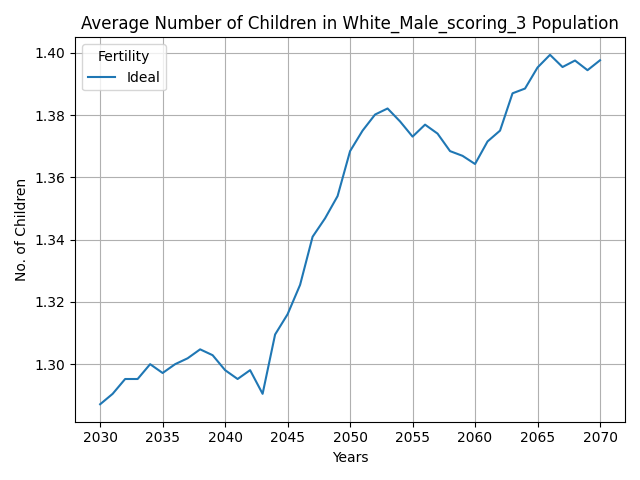 Average Number of Children in White_Male_scoring_3 Population
Fertility
Ideal
1.40
1.38
1.36
1.34
1.32
1.30
No. of Children
2030 2035 2040 2045 2050 2055 2060 2065 2070
Years